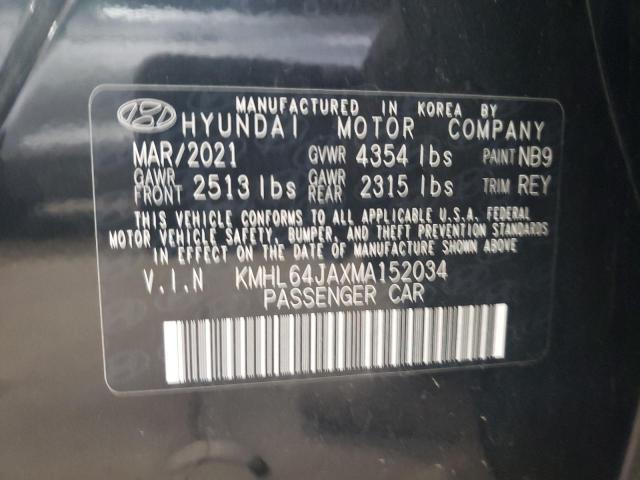 MANUFACTURED IN KOREA BY
HYUNDAI MOTOR COMPANY
MAR/2021 GVWR 4354 lbs PAINT NB9
GAWR FRONT 2513 lbs GAWR REAR 2315 lbs TRIM REY
THIS VEHICLE CONFORMS TO ALL APPLICABLE U.S.A. FEDERAL
MOTOR VEHICLE SAFETY, BUMPER, AND THEFT PREVENTION STANDARDS
IN EFFECT ON THE DATE OF MANUFACTURE SHOWN ABOVE
V.I.N KMHL64JAXMA152034
PASSENGER CAR